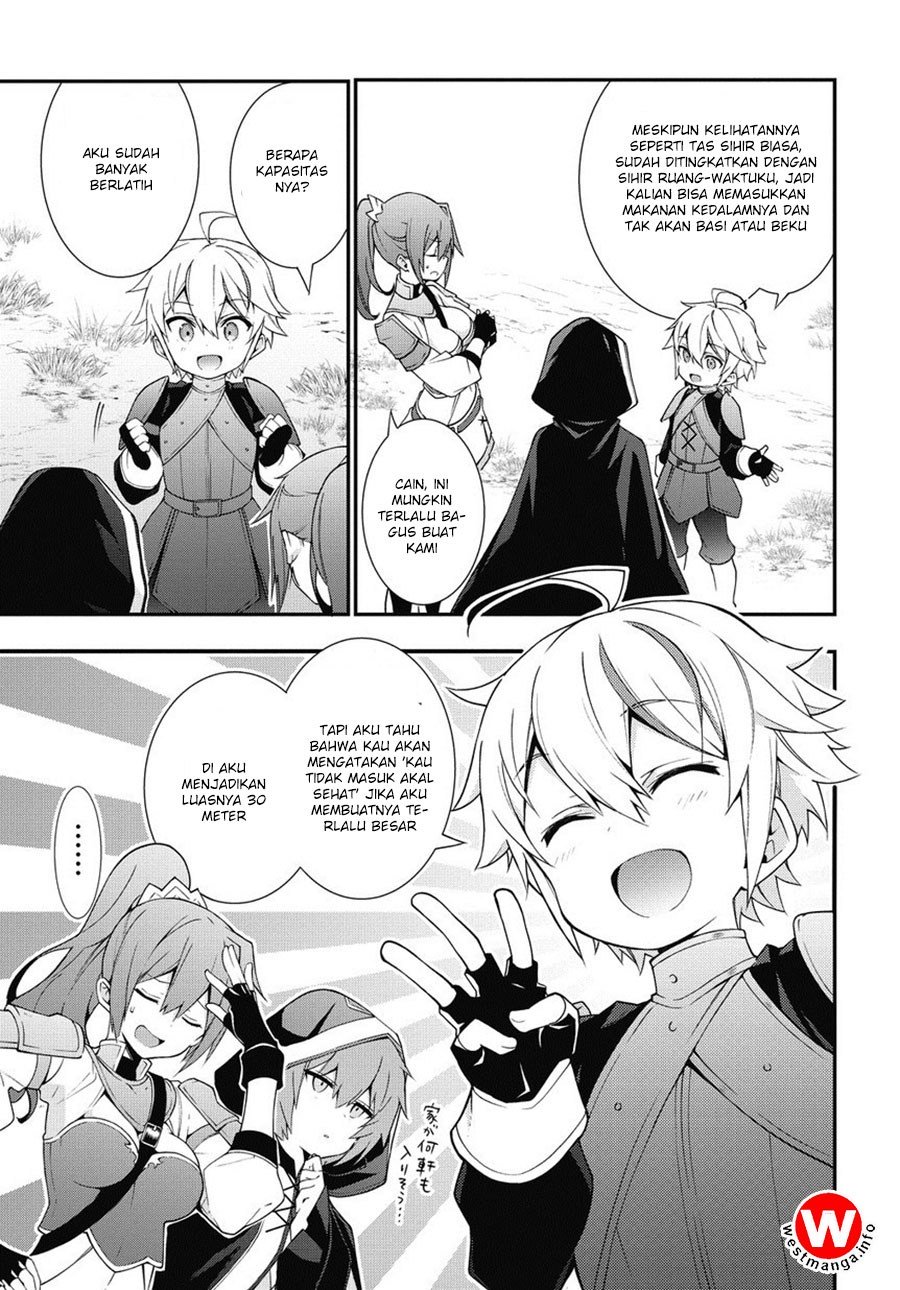 MESKIPUN KELIHATANNYA
SEPERTI TAS SIHIR BIASA,
SUDAH DITINGKATKAN DENGAN
SIHIR RUANG-WAKTUKU, JADI
KALIAN BISA MEMASUKKAN
MAKANAN KEDALAMNYA DAN
TAK AKAN BASI ATAU BEKU
CAIN, INI
MUNGKIN
TERLALU BA-
GUS BUAT
KAMI
BERAPA
KAPASITAS
NYA?
AKU SUDAH
BANYAK
BERLATIH
TAPI AKU TAHU
BAHWA KAU AKAN
MENGATAKAN 'KAU
TIDAK MASUK AKAL
SEHAT' JIKA AKU
MEMBUATNYA TE-
RLALU BESAR
DI AKU
MENJADIKAN
LUASNYA 30
METER
......
家が何軒も
入りそう…
W
westmanga.info